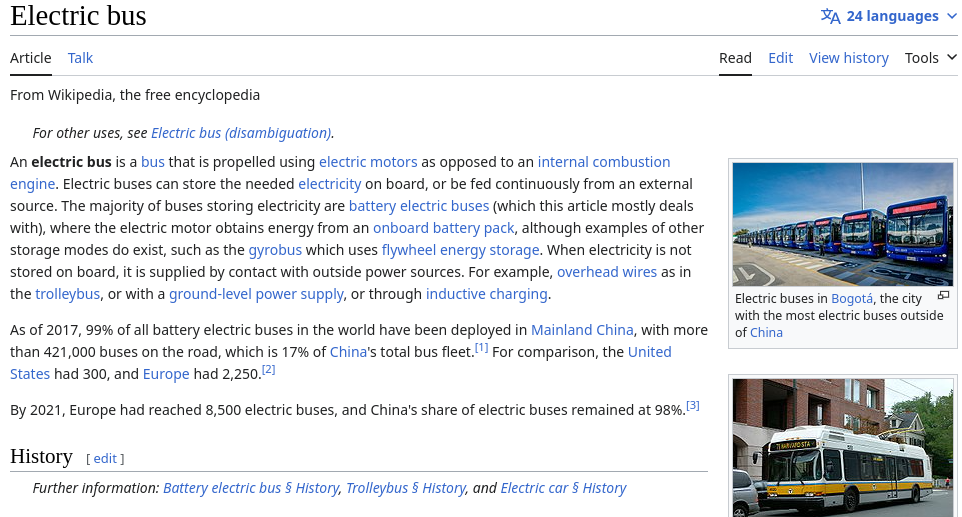 Electric bus
24 languages
Article Talk Read Edit View history Tools
From Wikipedia, the free encyclopedia
For other uses, see Electric bus (disambiguation).
An electric bus is a bus that is propelled using electric motors as opposed to an internal combustion
engine. Electric buses can store the needed electricity on board, or be fed continuously from an external
source. The majority of buses storing electricity are battery electric buses (which this article mostly deals
with), where the electric motor obtains energy from an onboard battery pack, although examples of other
storage modes do exist, such as the gyrobus which uses flywheel energy storage. When electricity is not
stored on board, it is supplied by contact with outside power sources. For example, overhead wires as in
the trolleybus, or with a ground-level power supply, or through inductive charging.
As of 2017, 99% of all battery electric buses in the world have been deployed in Mainland China, with more
than 421,000 buses on the road, which is 17% of China's total bus fleet.[1] For comparison, the United
States had 300, and Europe had 2,250.[2]
By 2021, Europe had reached 8,500 electric buses, and China's share of electric buses remained at 98%.[3]
History [ edit ]
Further information: Battery electric bus § History, Trolleybus § History, and Electric car § History
Electric buses in Bogotá, the city
with the most electric buses outside
of China
71 HARVARD STA